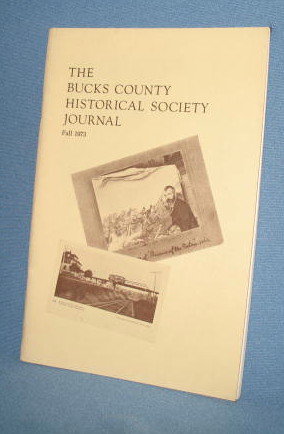 THE
BUCKS COUNTY
HISTORICAL SOCIETY
JOURNAL
Fall 1973